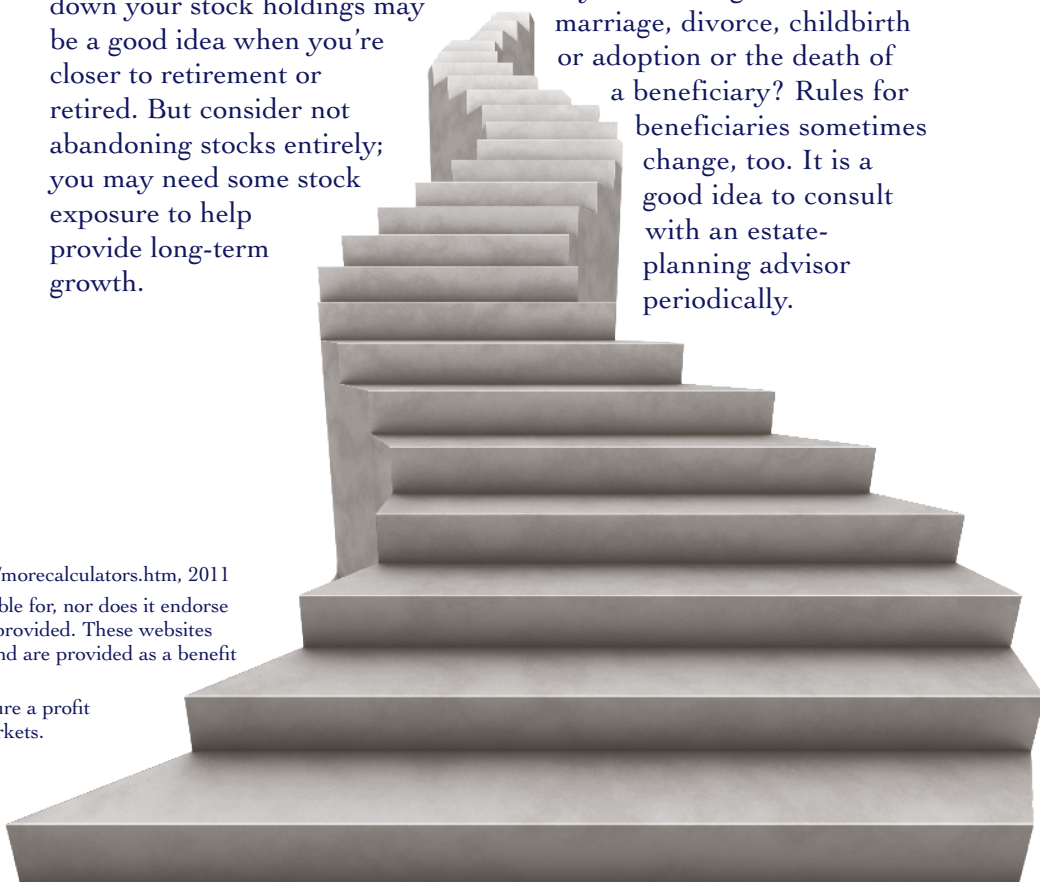 down your stock holdings may
be a good idea when you’re
closer to retirement or
retired. But consider not
abandoning stocks entirely;
you may need some stock
exposure to help
provide long-term
growth.
marriage, divorce, childbirth
or adoption or the death of
a beneficiary? Rules for
beneficiaries sometimes
change, too. It is a
good idea to consult
with an estate-
planning advisor
periodically.
/morecalculators.htm, 2011
for, nor does it endorse
provided. These websites
and are provided as a benefit
a profit